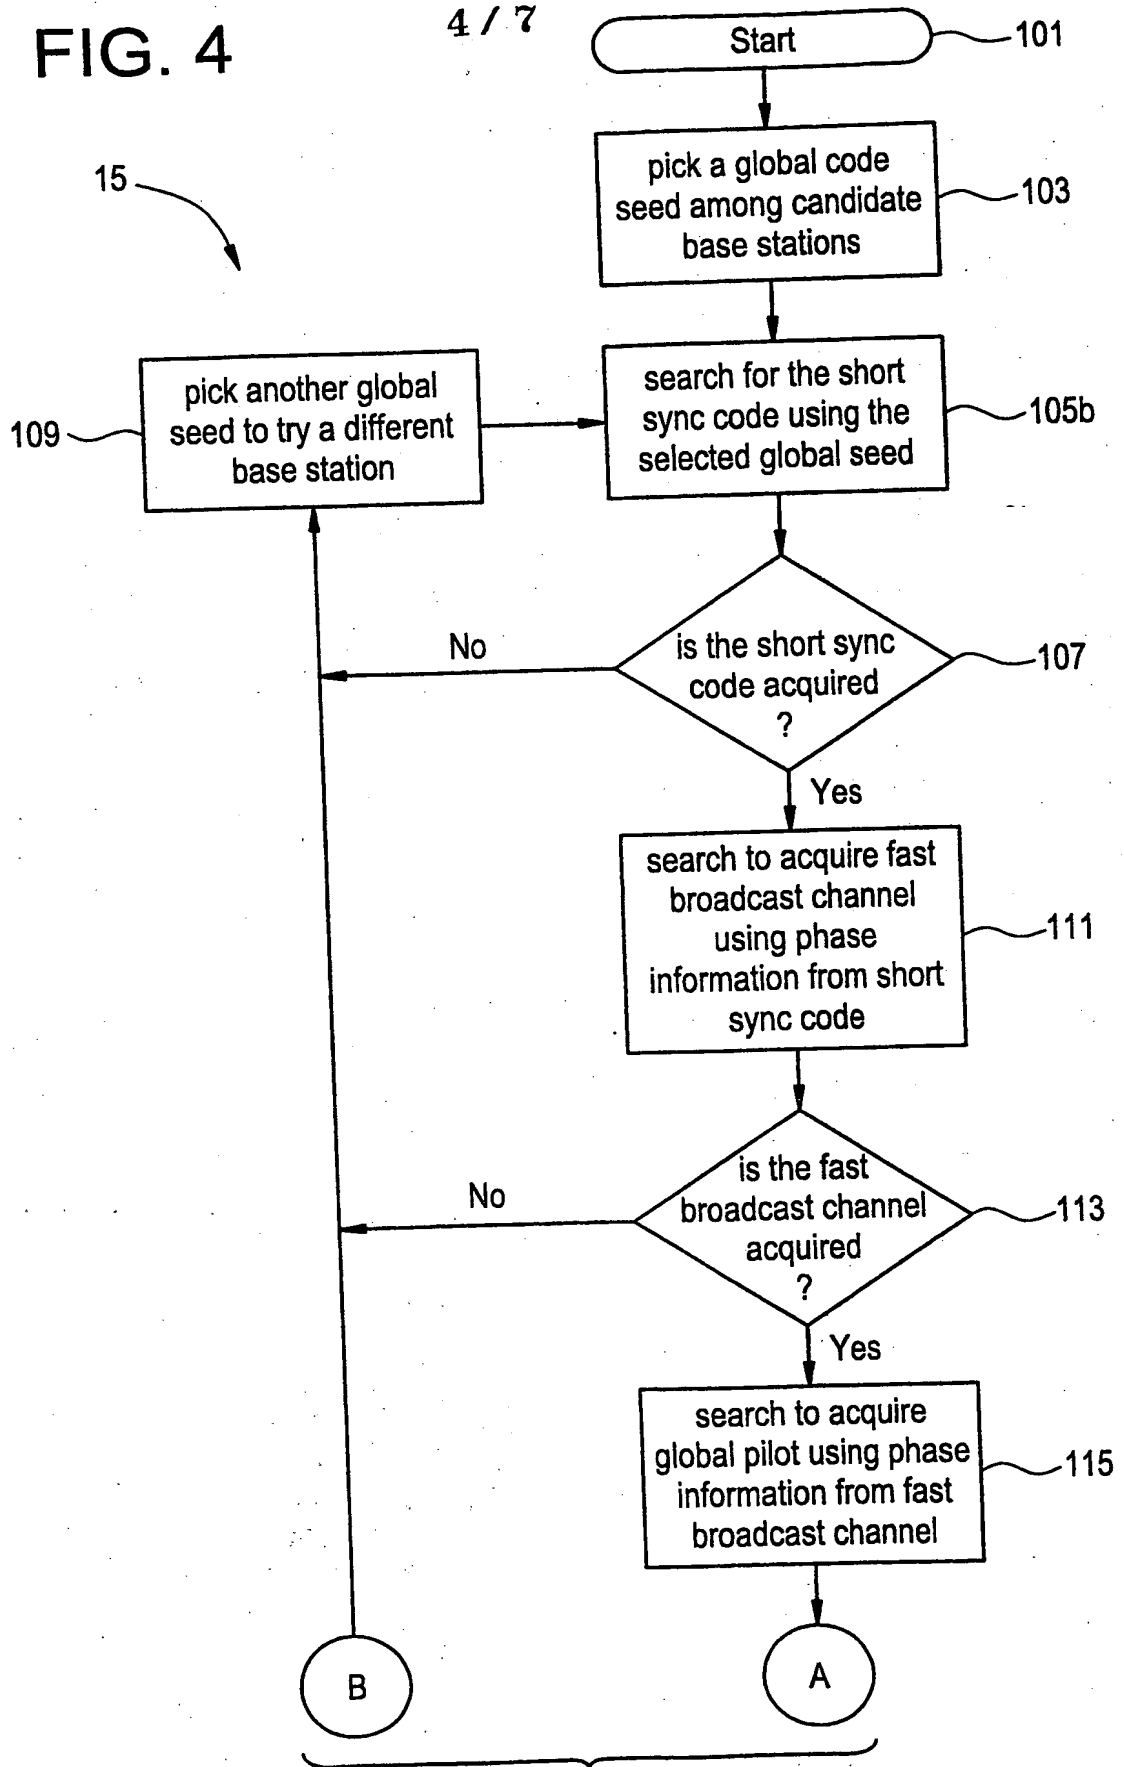 FIG. 4
4 / 7
Start
101
pick a global code
seed among candidate
base stations
103
15
pick another global
seed to try a different
base station
109
search for the short
sync code using the
selected global seed
105b
is the short sync
code acquired
?
107
No
Yes
search to acquire fast
broadcast channel
using phase
information from short
sync code
111
is the fast
broadcast channel
acquired
?
113
No
Yes
search to acquire
global pilot using phase
information from fast
broadcast channel
115
B
A